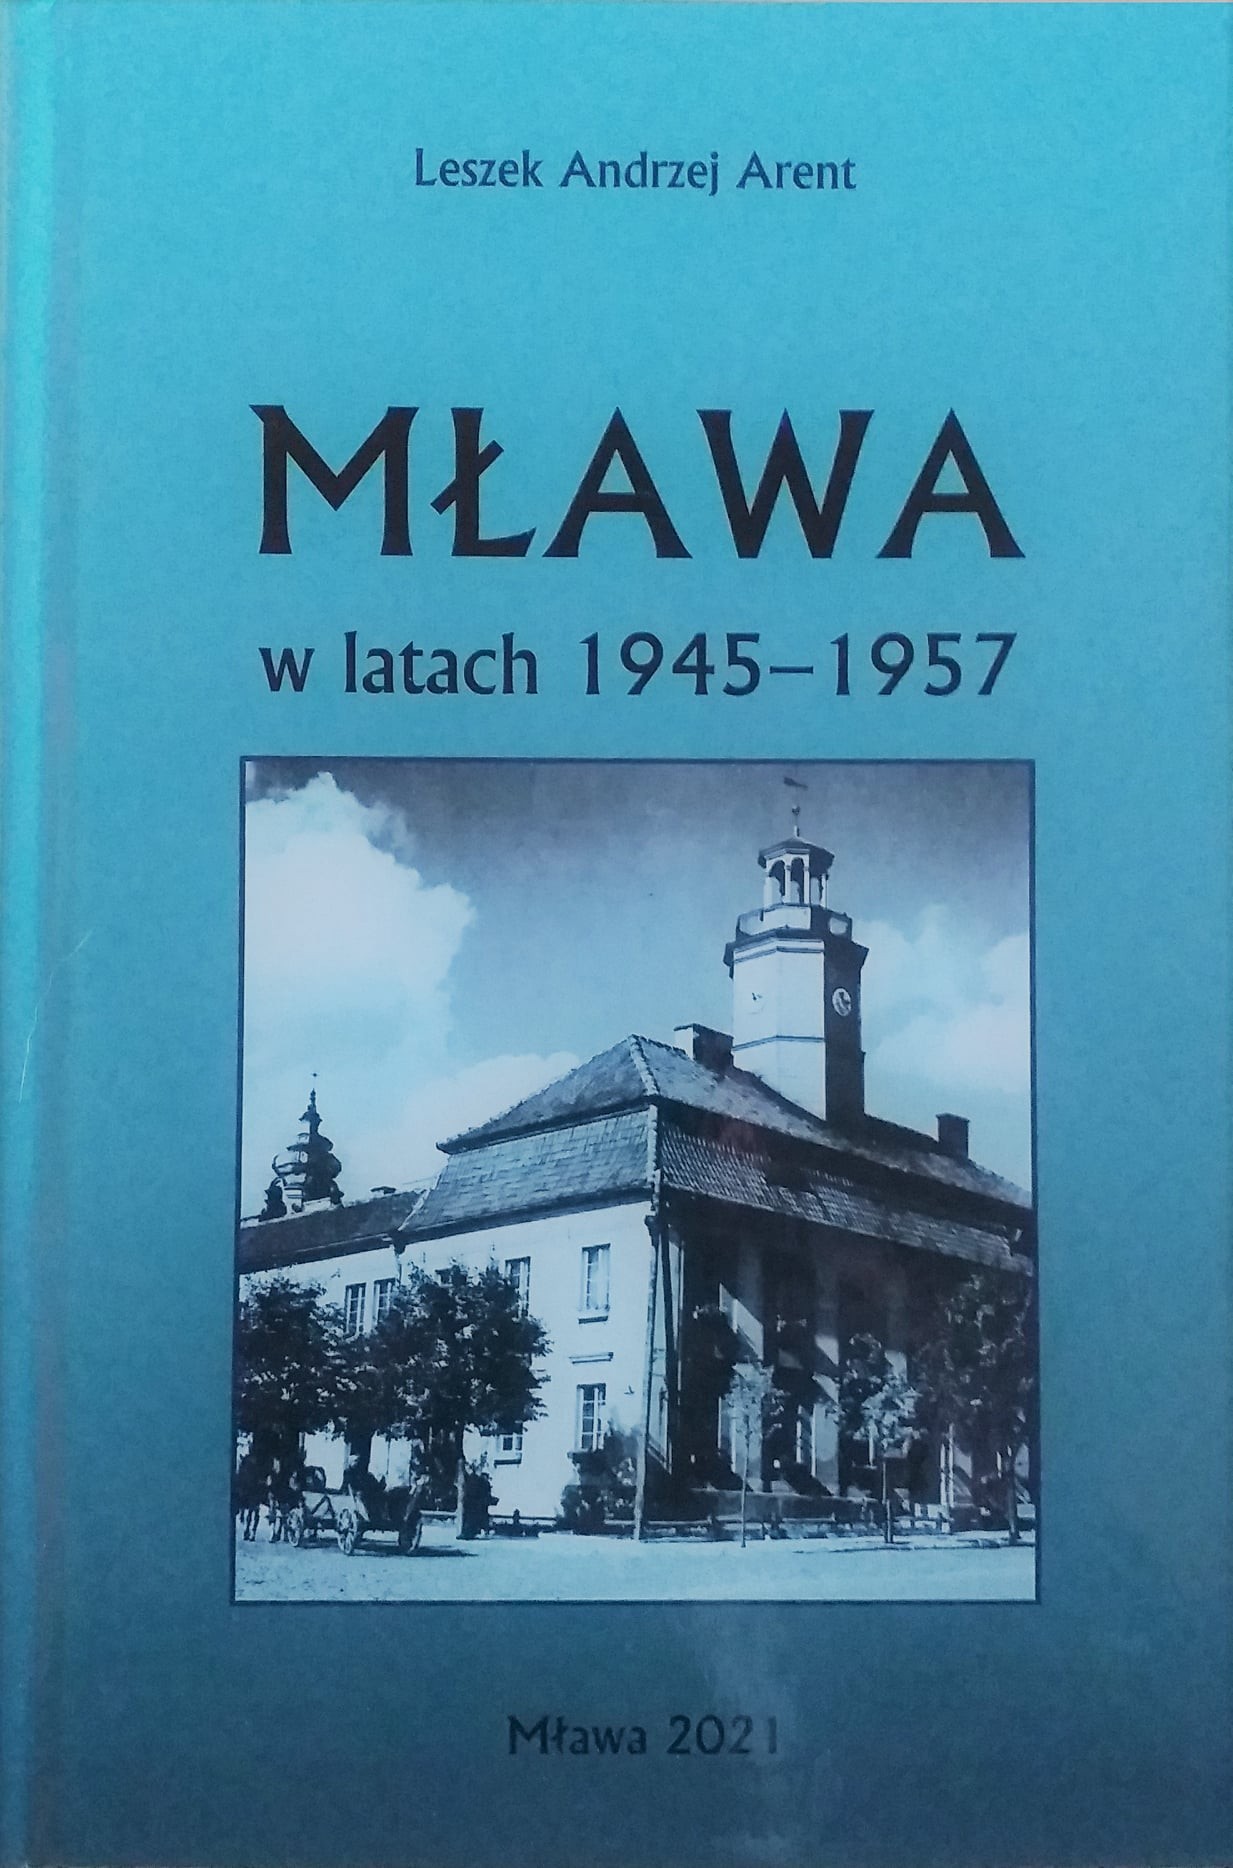 Leszek Andrzej Arent
MŁAWA
w latach 1945–1957
Mława 2021